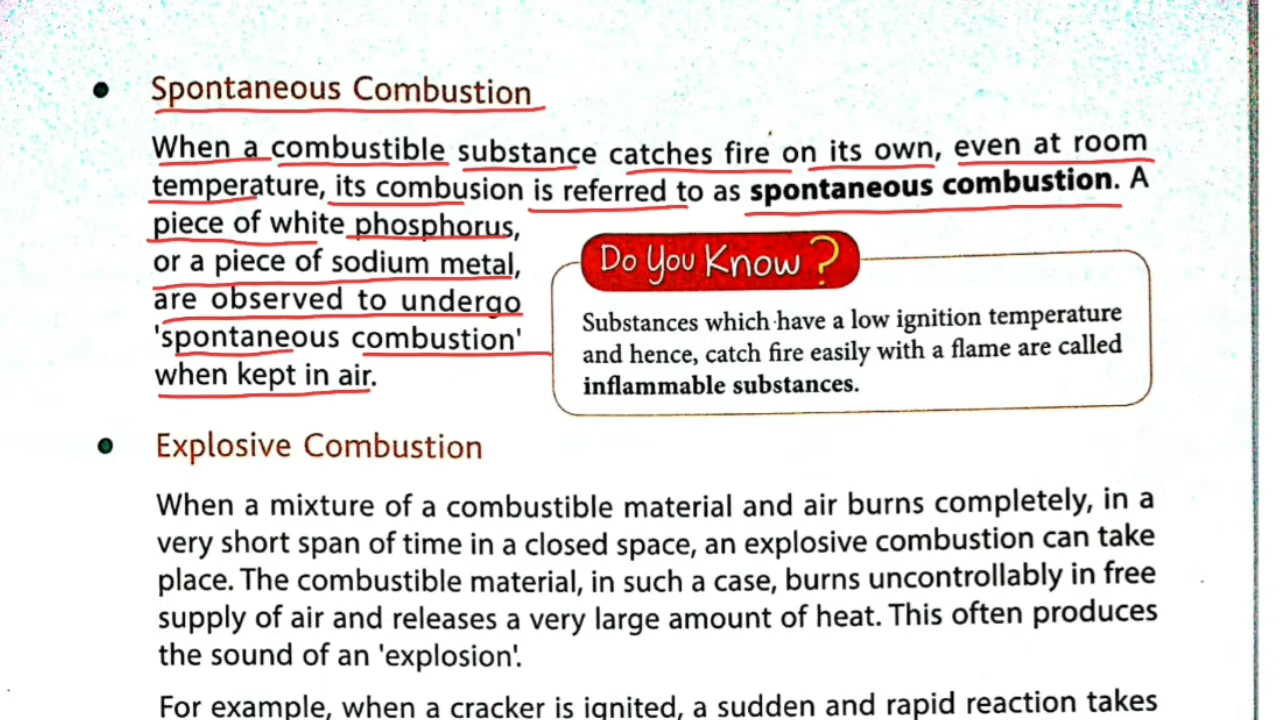 Spontaneous Combustion
When a combustible substance catches fire on its own, even at room
temperature, its combusion is referred to as spontaneous combustion. A
piece of white phosphorus,
or a piece of sodium metal,
are observed to undergo
'spontaneous combustion'
when kept in air.
Do You Know?
Substances which have a low ignition temperature
and hence, catch fire easily with a flame are called
inflammable substances.
Explosive Combustion
When a mixture of a combustible material and air burns completely, in a
very short span of time in a closed space, an explosive combustion can take
place. The combustible material, in such a case, burns uncontrollably in free
supply of air and releases a very large amount of heat. This often produces
the sound of an 'explosion'.
For example, when a cracker is ignited, a sudden and rapid reaction takes